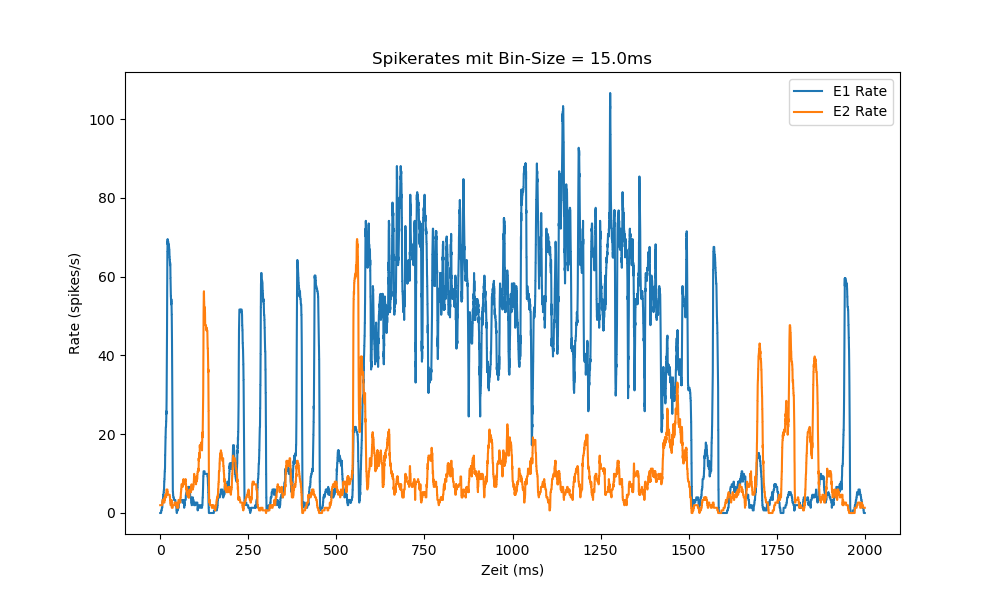 Spikerates mit Bin-Size = 15.0ms
E1 Rate
E2 Rate
100
80
60
40
20
0
Rate (spikes/s)
0 250 500 750 1000 1250 1500 1750 2000
Zeit (ms)